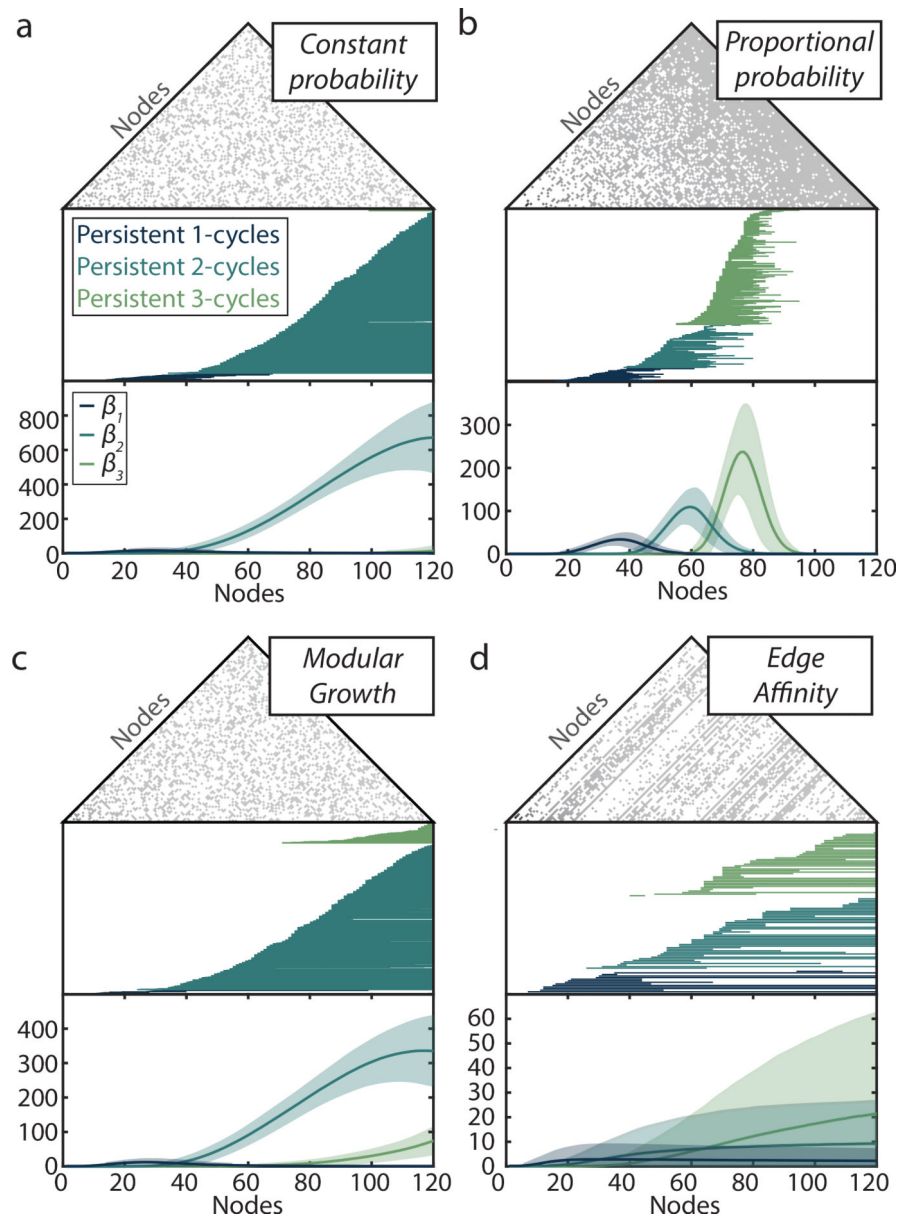 a
Constant
probability
Nodes
Persistent 1-cycles
Persistent 2-cycles
Persistent 3-cycles
β1
β2
β3
800
600
400
200
0
0 20 40 60 80 100 120
Nodes
b
Proportional
probability
Nodes
300
200
100
0
0 20 40 60 80 100 120
Nodes
c
Modular
Growth
Nodes
400
300
200
100
0
0 20 40 60 80 100 120
Nodes
d
Edge
Affinity
Nodes
60
50
40
30
20
10
0
0 20 40 60 80 100 120
Nodes